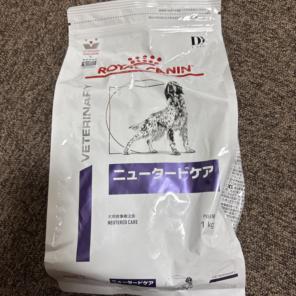 D
ROYAL CANIN
VETERINARY
ニュータードケア
犬用食事療法食
NEUTERED CARE
1 kg
ニュータードケア